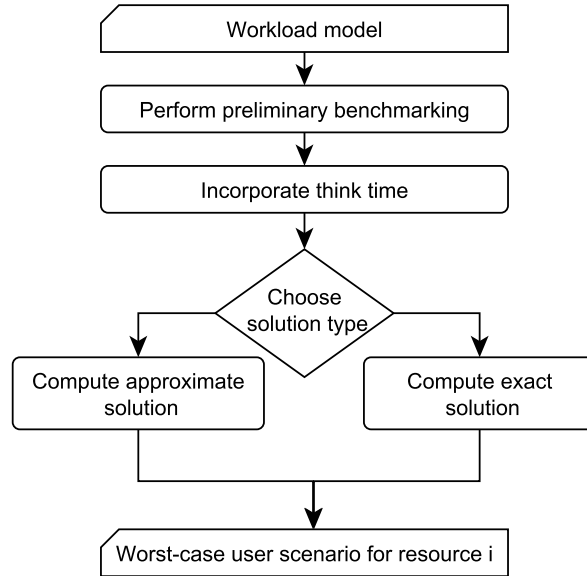 Workload model
Perform preliminary benchmarking
Incorporate think time
Choose
solution type
Compute approximate
solution
Compute exact
solution
Worst-case user scenario for resource i